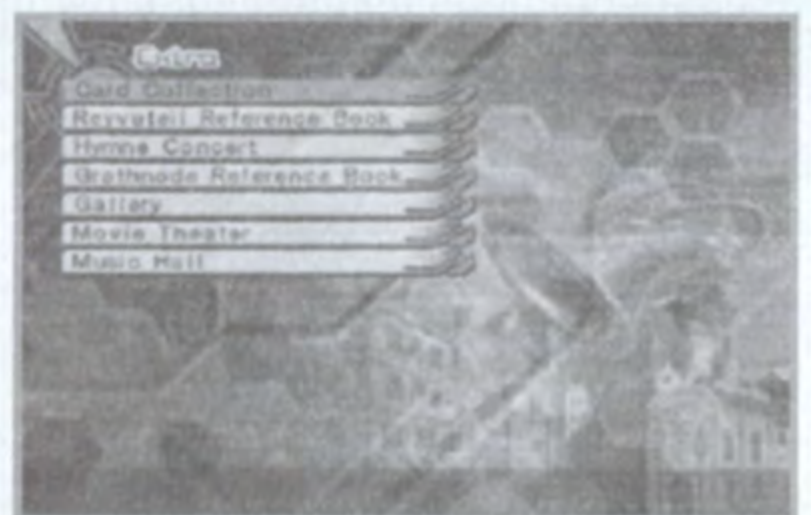 Extra
Card Collection
Reyvateil Reference Book
Hymns Concert
Grathnode Reference Book
Gallery
Movie Theater
Music Hall